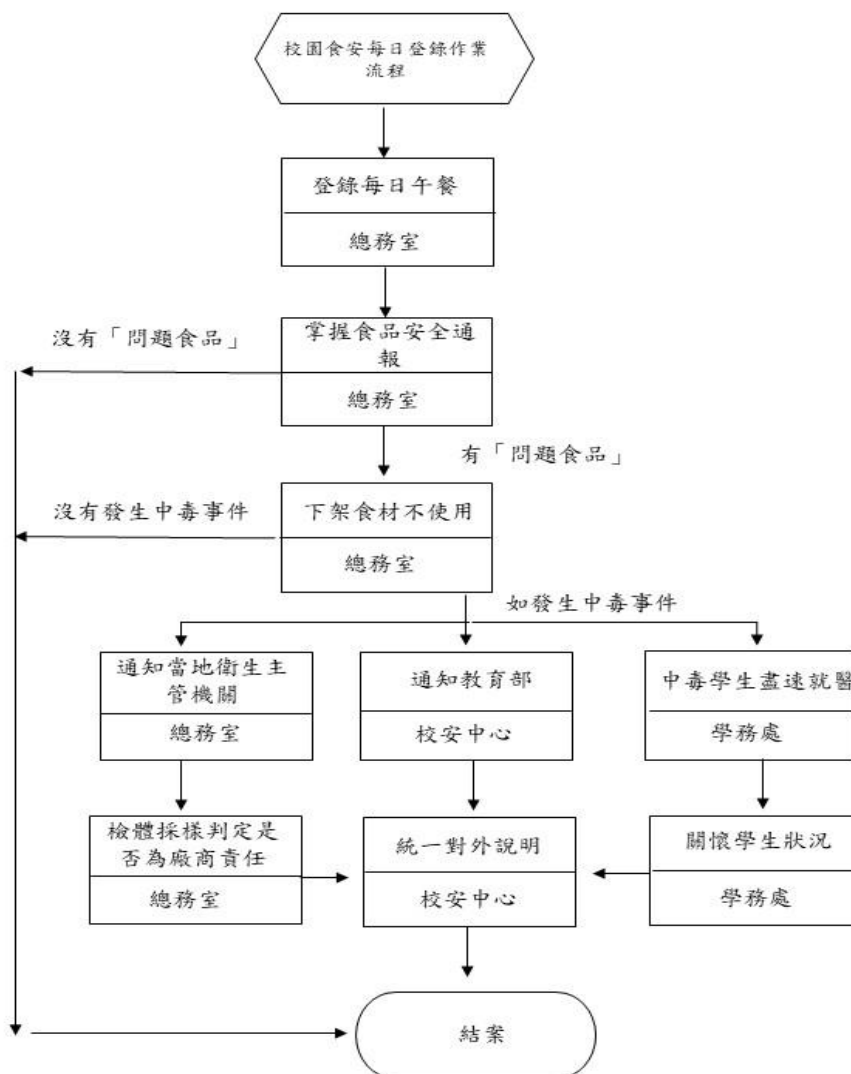 校園食安每日登錄作業
流程
登錄每日午餐
總務室
沒有「問題食品」
掌握食品安全通
報
總務室
有「問題食品」
沒有發生中毒事件
下架食材不使用
總務室
如發生中毒事件
通知當地衛生主
管機關
總務室
通知教育部
校安中心
中毒學生盡速就醫
學務處
檢體採樣判定是
否為廠商責任
總務室
統一對外說明
校安中心
關懷學生狀況
學務處
結案